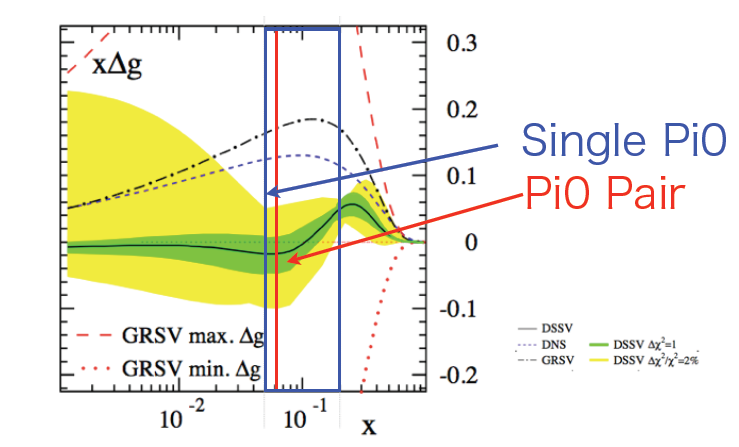 0.3
xΔg
0.2
Single Pi0
0.1
Pi0 Pair
0
-0.1
GRSV max. Δg
GRSV min. Δg
-0.2
DSSV
DNS
GRSV
DSSV Δχ²=1
DSSV Δχ²/χ²=2%
10⁻²
10⁻¹
x